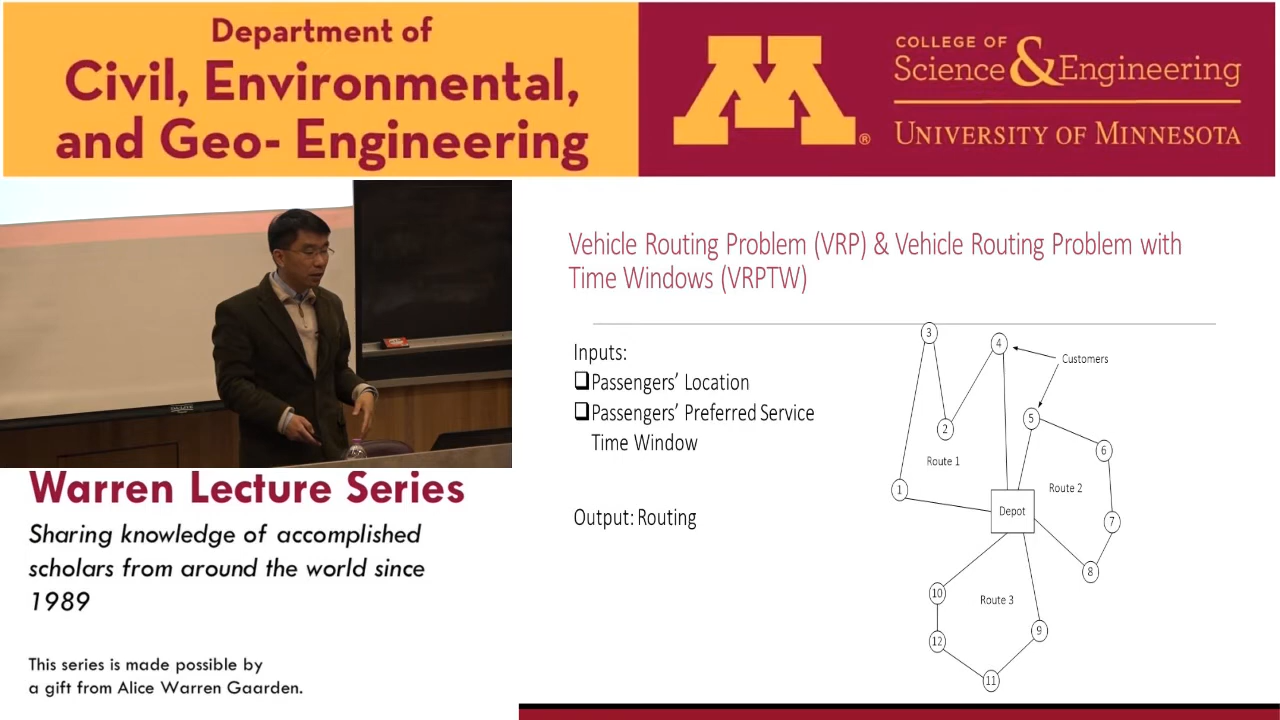 Department of
Civil, Environmental,
and Geo- Engineering
M®
COLLEGE OF
Science & Engineering
UNIVERSITY OF MINNESOTA
Vehicle Routing Problem (VRP) & Vehicle Routing Problem with
Time Windows (VRPTW)
Inputs:
Passengers’ Location
Passengers’ Preferred Service
Time Window
Output: Routing
3
4
Customers
5
2
6
Route 1
1
Route 2
Depot
7
8
10
Route 3
9
12
11
Warren Lecture Series
Sharing knowledge of accomplished
scholars from around the world since
1989
This series is made possible by
a gift from Alice Warren Gaarden.